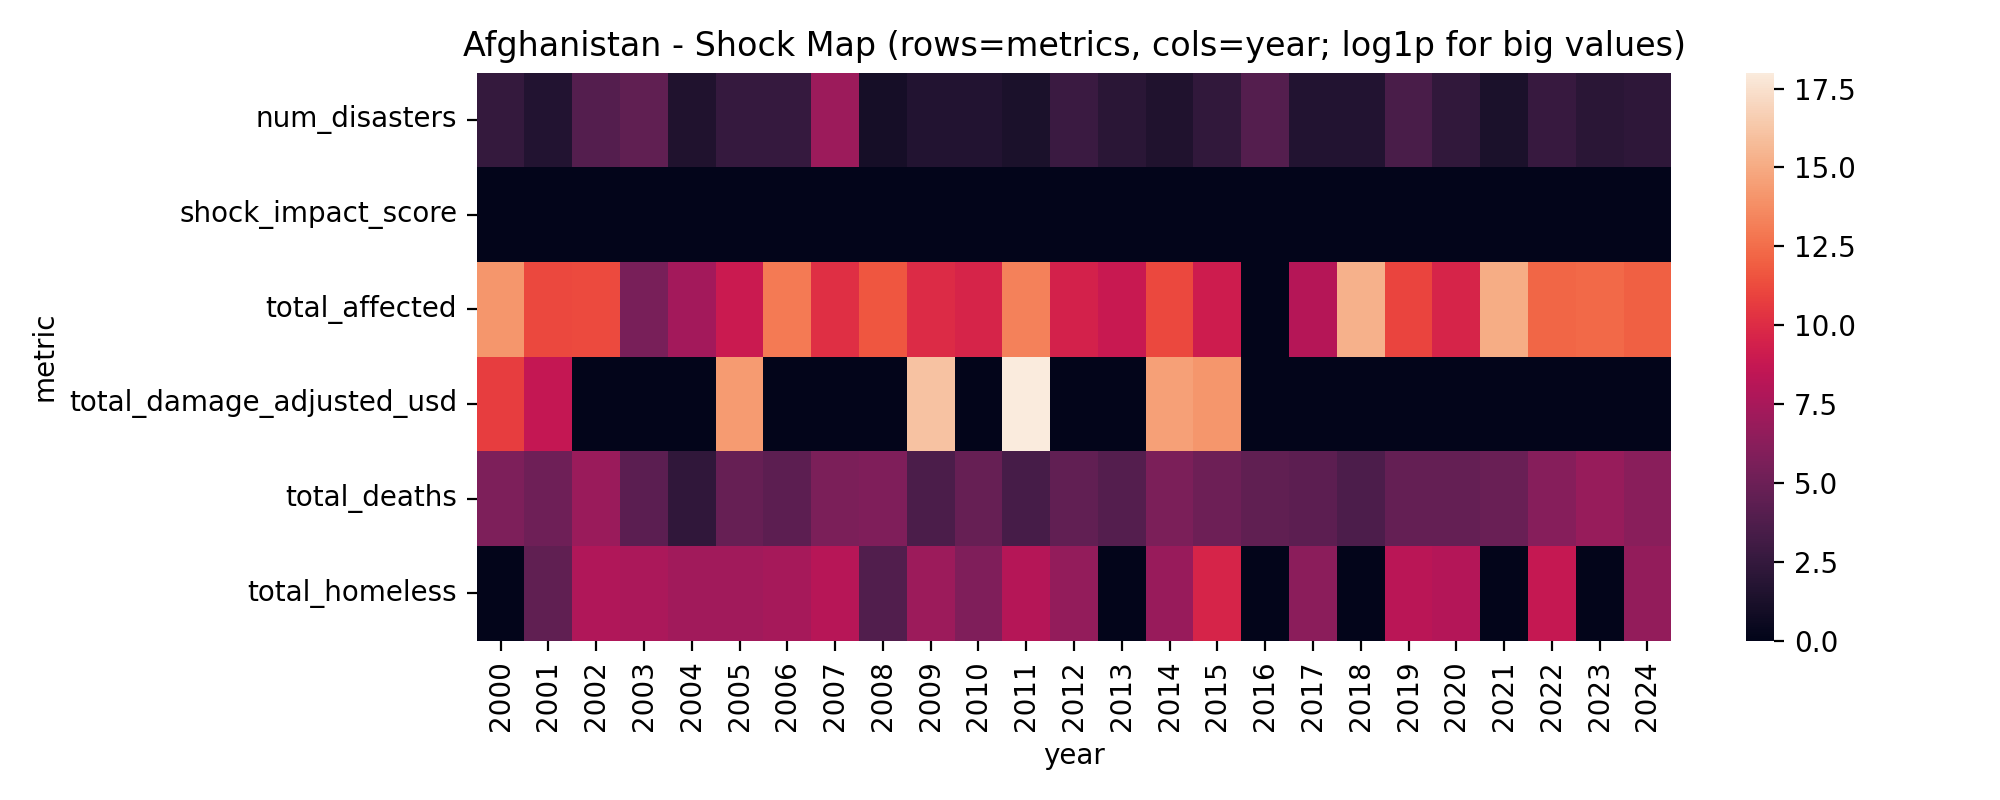 Afghanistan - Shock Map (rows=metrics, cols=year; log1p for big values)
metric
num_disasters
shock_impact_score
total_affected
total_damage_adjusted_usd
total_deaths
total_homeless
2000 2001 2002 2003 2004 2005 2006 2007 2008 2009 2010 2011 2012 2013 2014 2015 2016 2017 2018 2019 2020 2021 2022 2023 2024
year
17.5
15.0
12.5
10.0
7.5
5.0
2.5
0.0